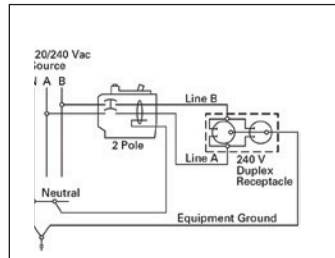 20/240 Vac
Source
N A B
Line B
2 Pole
Line A
240 V
Duplex
Receptacle
Neutral
Equipment Ground